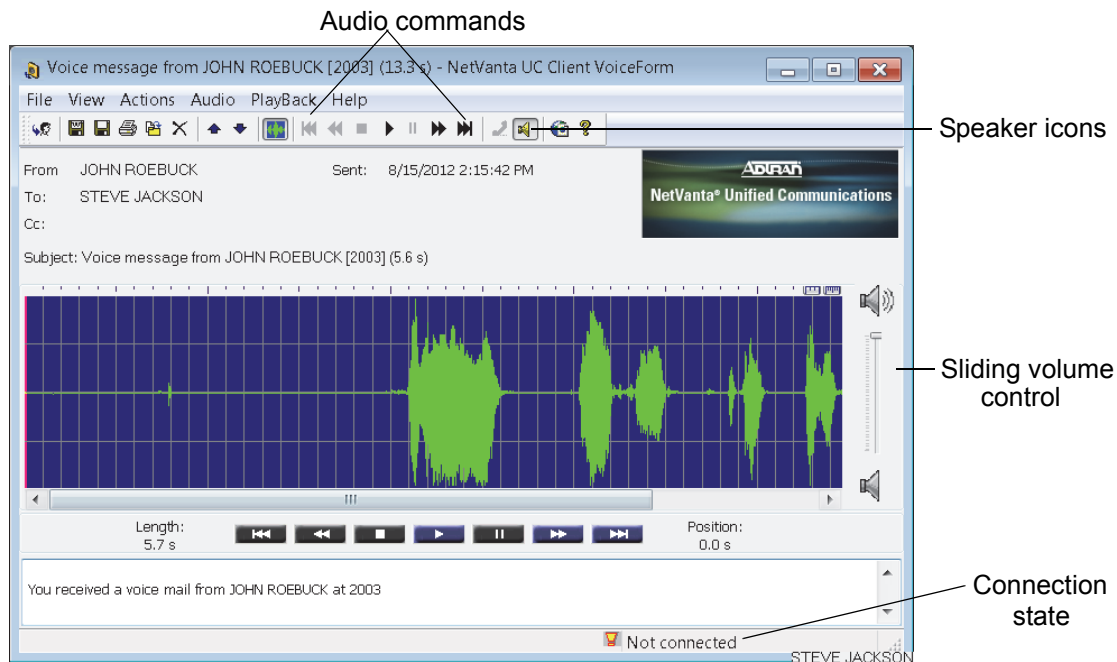 Audio commands
Voice message from JOHN ROEBUCK [2003] (13.3 s) - NetVanta UC Client VoiceForm
File View Actions Audio PlayBack Help
Speaker icons
From JOHN ROEBUCK Sent: 8/15/2012 2:15:42 PM
To: STEVE JACKSON
Cc:
ADTRAN
NetVanta® Unified Communications
Subject: Voice message from JOHN ROEBUCK [2003] (5.6 s)
Sliding volume
control
Length:
5.7 s
Position:
0.0 s
You received a voice mail from JOHN ROEBUCK at 2003
Connection
state
Not connected
STEVE JACKSON